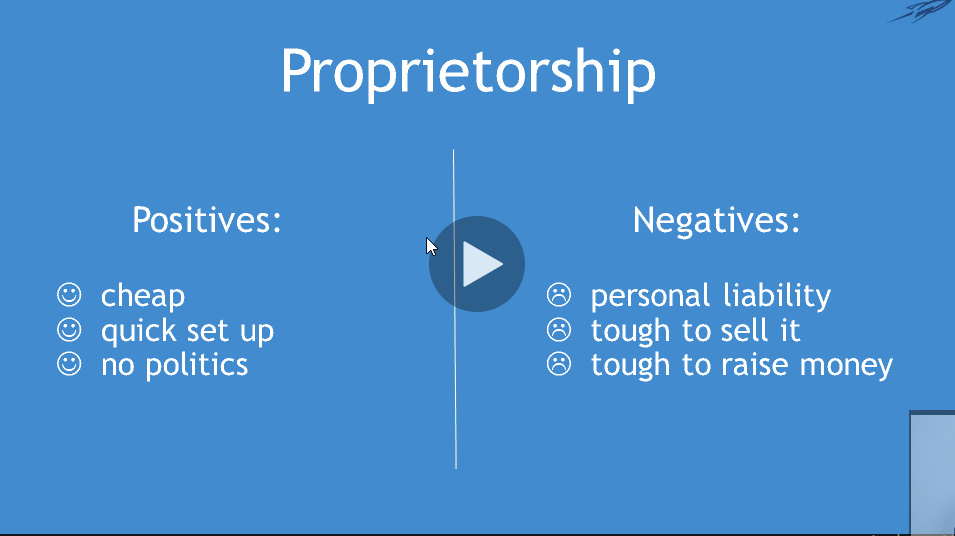 Proprietorship
Positives:
cheap
quick set up
no politics
Negatives:
personal liability
tough to sell it
tough to raise money